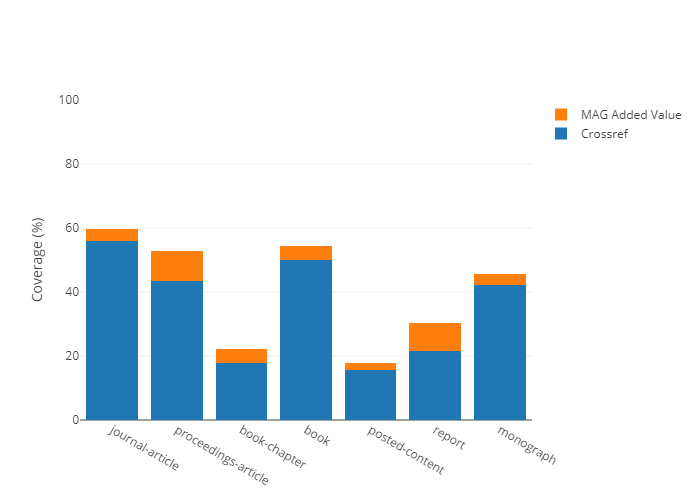 100
80
60
40
20
0
Coverage (%)
journal-article
proceedings-article
book-chapter
book
posted-content
report
monograph
MAG Added Value
Crossref